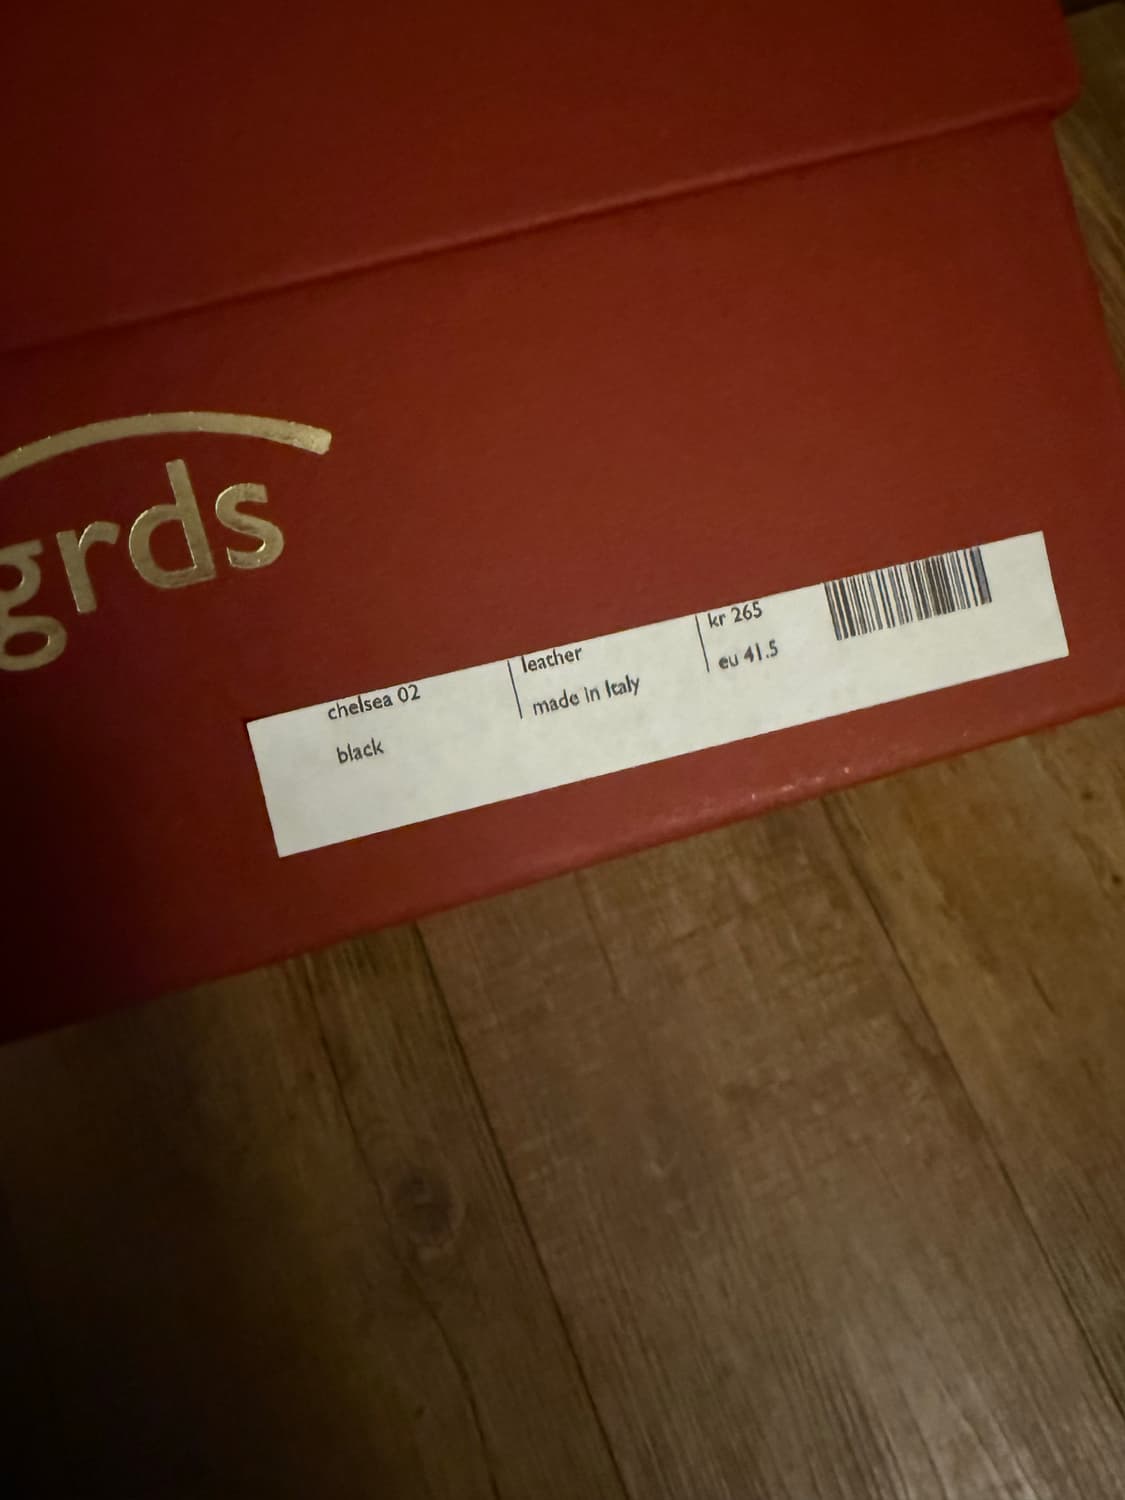 grds
chelsea 02
black
leather
made in Italy
kr 265
eu 41.5